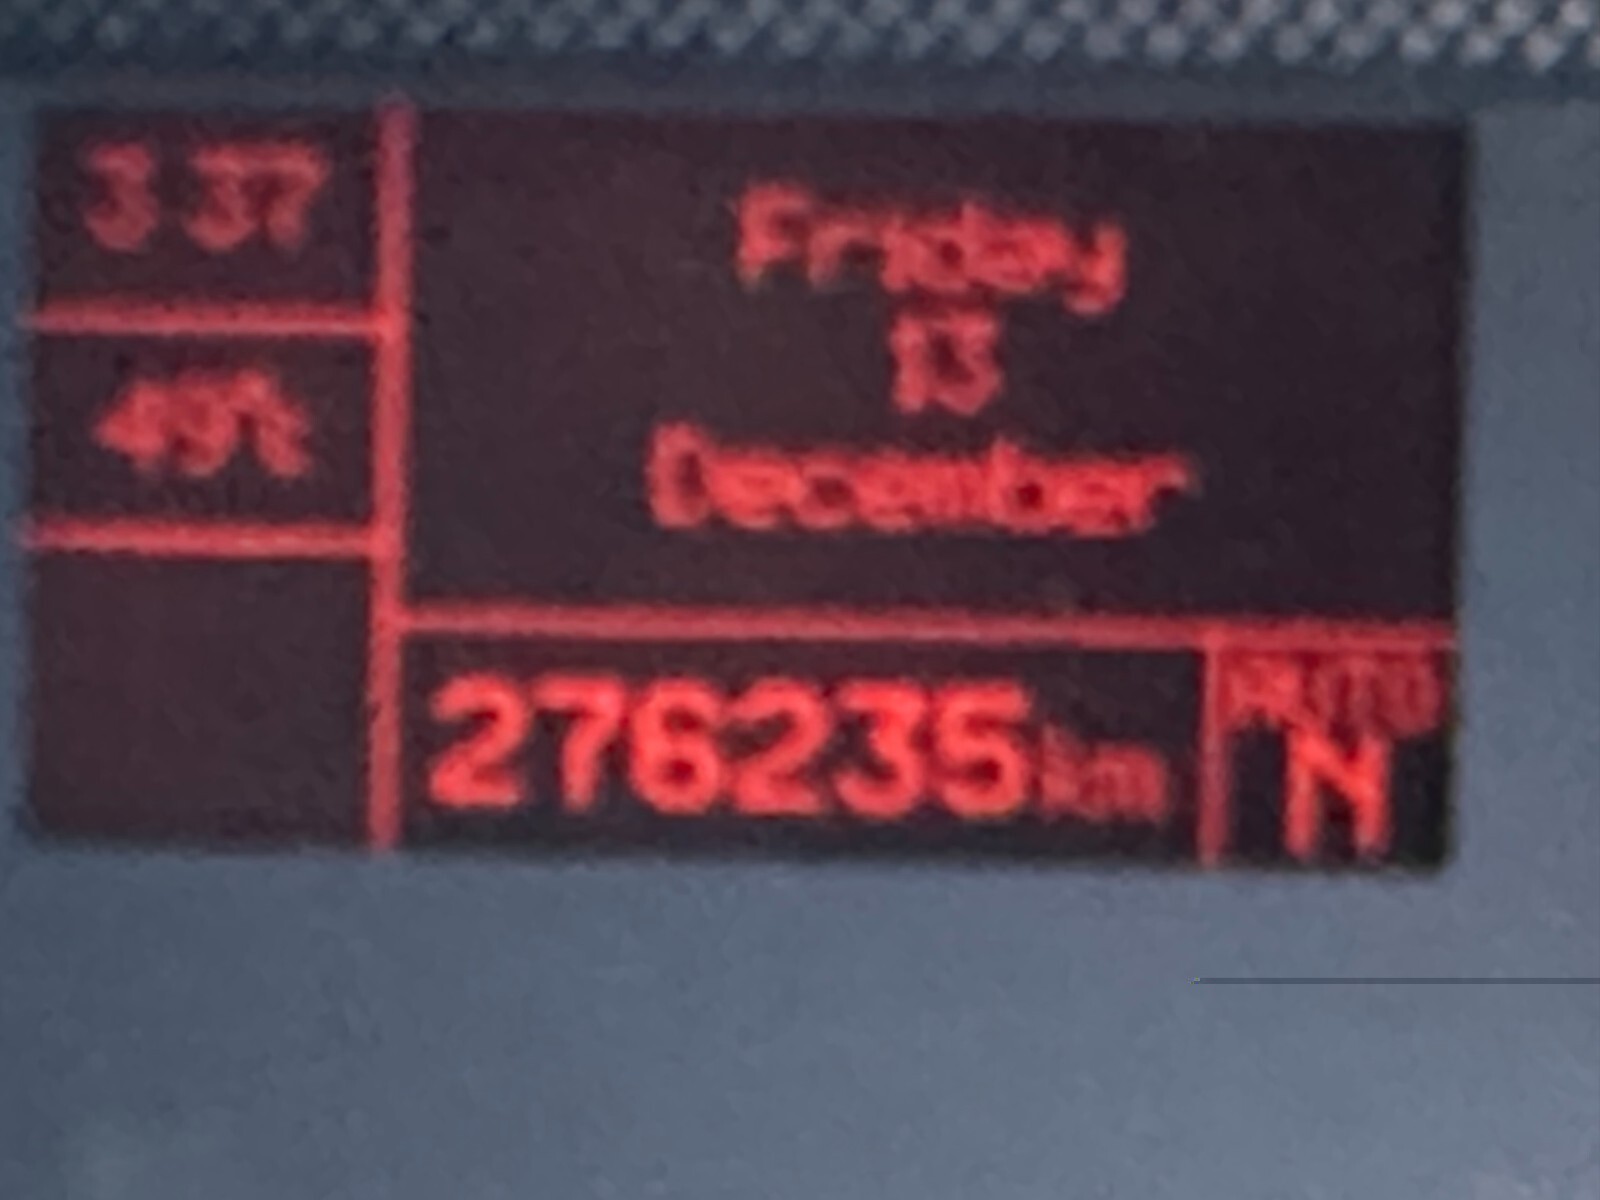 3 37
49°c
Friday
13
December
276235 km
AUTO
N